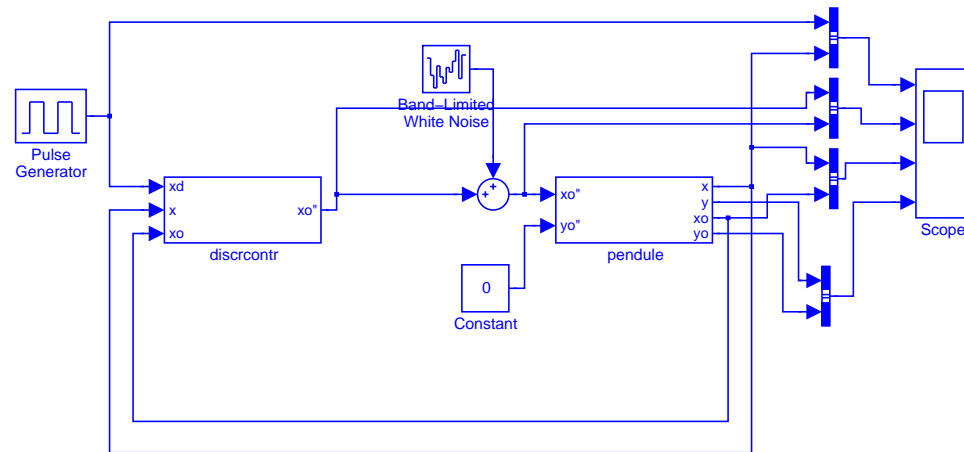 Band−Limited
White Noise
Pulse
Generator
xd
x
xo
xo"
discrcontr
+
+
xo"
yo"
x
y
xo
yo
pendule
Scope
0
Constant